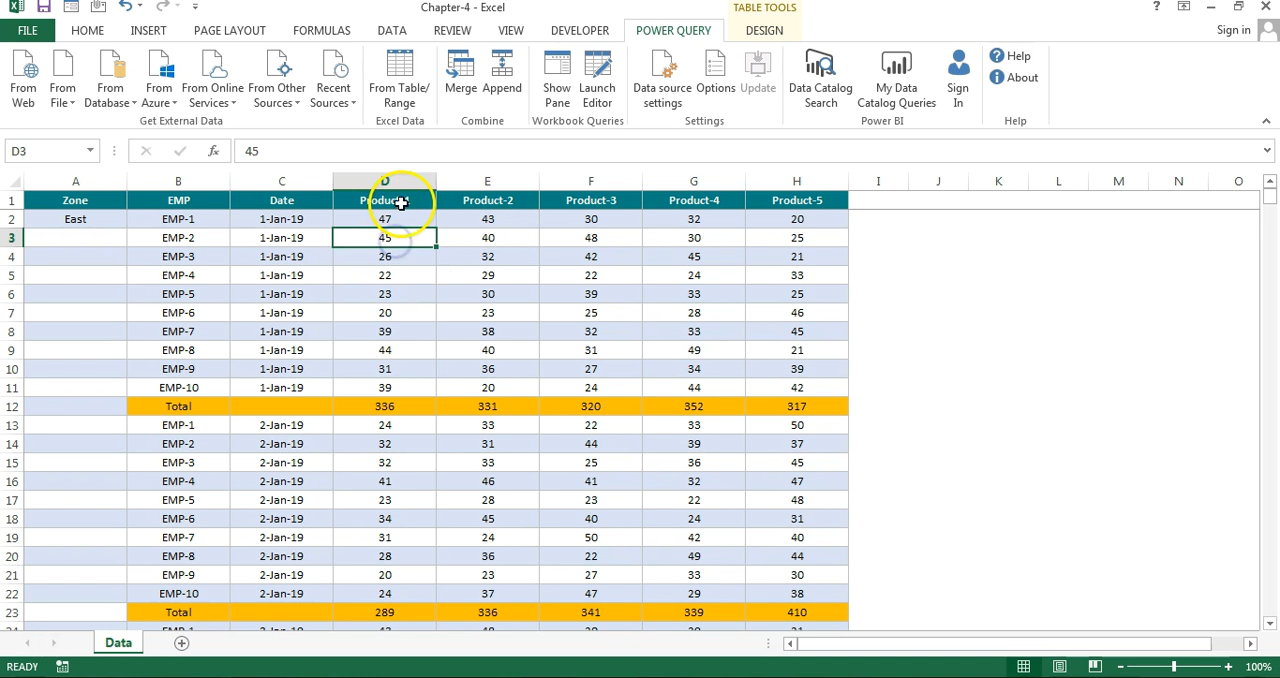 Chapter-4 - Excel
TABLE TOOLS
?
FILE HOME INSERT PAGE LAYOUT FORMULAS DATA REVIEW VIEW DEVELOPER POWER QUERY DESIGN Sign in
From Web
From File
From Database
From Azure
From Online Services
From Other Sources
Recent Sources
From Table/ Range
Merge
Append
Show Pane
Launch Editor
Data source settings
Options
Update
Data Catalog Search
My Data Catalog Queries
Sign In
Help
About
Get External Data Excel Data Combine Workbook Queries Settings Power BI Help
D3 fx 45
A B C D E F G H I J K L M N O
1 Zone EMP Date Product-1 Product-2 Product-3 Product-4 Product-5
2 East EMP-1 1-Jan-19 47 43 30 32 20
3 EMP-2 1-Jan-19 45 40 48 30 25
4 EMP-3 1-Jan-19 26 32 42 45 21
5 EMP-4 1-Jan-19 22 29 22 24 33
6 EMP-5 1-Jan-19 23 30 39 33 25
7 EMP-6 1-Jan-19 20 23 25 28 46
8 EMP-7 1-Jan-19 39 38 32 33 45
9 EMP-8 1-Jan-19 44 40 31 49 21
10 EMP-9 1-Jan-19 31 36 27 34 39
11 EMP-10 1-Jan-19 39 20 24 44 42
12 Total 336 331 320 352 317
13 EMP-1 2-Jan-19 24 33 22 33 50
14 EMP-2 2-Jan-19 32 31 44 39 37
15 EMP-3 2-Jan-19 32 33 25 36 45
16 EMP-4 2-Jan-19 41 46 41 32 47
17 EMP-5 2-Jan-19 23 28 23 22 48
18 EMP-6 2-Jan-19 34 45 40 24 31
19 EMP-7 2-Jan-19 31 24 50 42 40
20 EMP-8 2-Jan-19 28 36 22 49 44
21 EMP-9 2-Jan-19 20 23 27 33 30
22 EMP-10 2-Jan-19 24 37 47 29 38
23 Total 289 336 341 339 410
Data
READY 100%